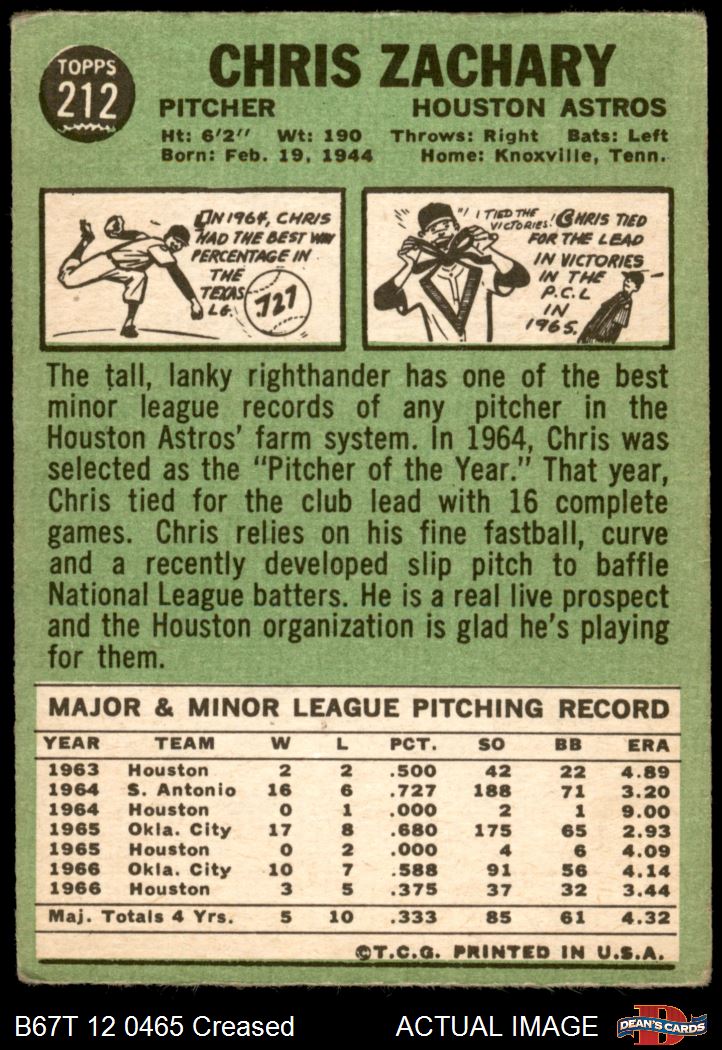 TOPPS
212
CHRIS ZACHARY
PITCHER HOUSTON ASTROS
Ht: 6'2" Wt: 190 Throws: Right Bats: Left
Born: Feb. 19, 1944 Home: Knoxville, Tenn.
IN 1964, CHRIS
HAD THE BEST WIN
PERCENTAGE IN
THE
TEXAS
LG.
.727
"I TIED THE
VICTORIES!
CHRIS TIED
FOR THE LEAD
IN VICTORIES
IN THE
P.C.L
IN
1965.
The tall, lanky righthander has one of the best
minor league records of any pitcher in the
Houston Astros' farm system. In 1964, Chris was
selected as the "Pitcher of the Year." That year,
Chris tied for the club lead with 16 complete
games. Chris relies on his fine fastball, curve
and a recently developed slip pitch to baffle
National League batters. He is a real live prospect
and the Houston organization is glad he's playing
for them.
MAJOR & MINOR LEAGUE PITCHING RECORD
YEAR TEAM W L PCT. SO BB ERA
1963 Houston 2 2 .500 42 22 4.89
1964 S. Antonio 16 6 .727 188 71 3.20
1964 Houston 0 1 .000 2 1 9.00
1965 Okla. City 17 8 .680 175 65 2.93
1965 Houston 0 2 .000 4 6 4.09
1966 Okla. City 10 7 .588 91 56 4.14
1966 Houston 3 5 .375 37 32 3.44
Maj. Totals 4 Yrs. 5 10 .333 85 61 4.32
©T.C.G. PRINTED IN U.S.A.
B67T 12 0465 Creased ACTUAL IMAGE
D
DEAN'S CARDS